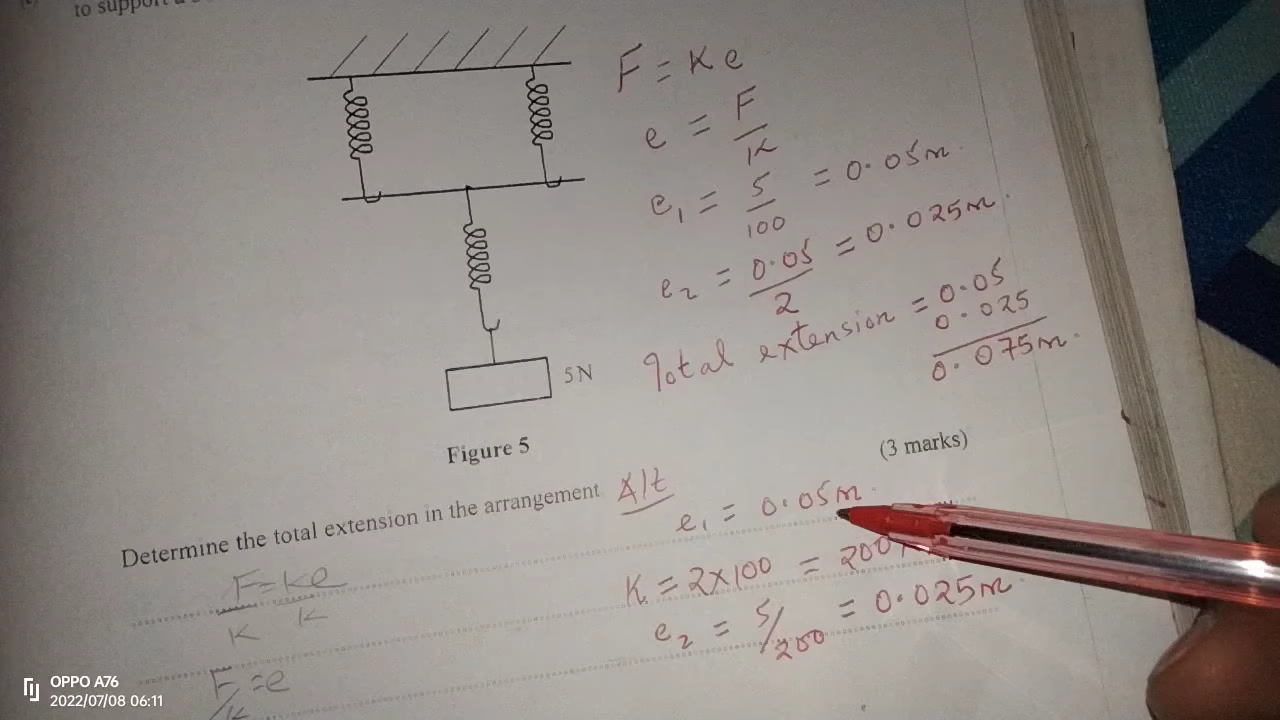 to support a
F = Ke
e = F/K
e₁ = 5/100 = 0.05m
e₂ = 0.05/2 = 0.025m
Total extension = 0.05
0.025
0.075m
5N
Figure 5
(3 marks)
Determine the total extension in the arrangement
Alt
e₁ = 0.05m
F=Ke
K K
K = 2×100 = 200
e₂ = 5/200 = 0.025m
F/K = e
OPPO A76
2022/07/08 06:11